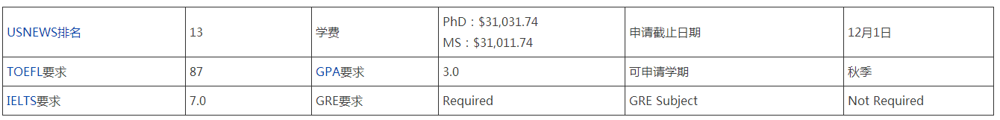 USNEWS排名 13 学费 PhD：$31,031.74
MS：$31,011.74 申请截止日期 12月1日
TOEFL要求 87 GPA要求 3.0 可申请学期 秋季
IELTS要求 7.0 GRE要求 Required GRE Subject Not Required